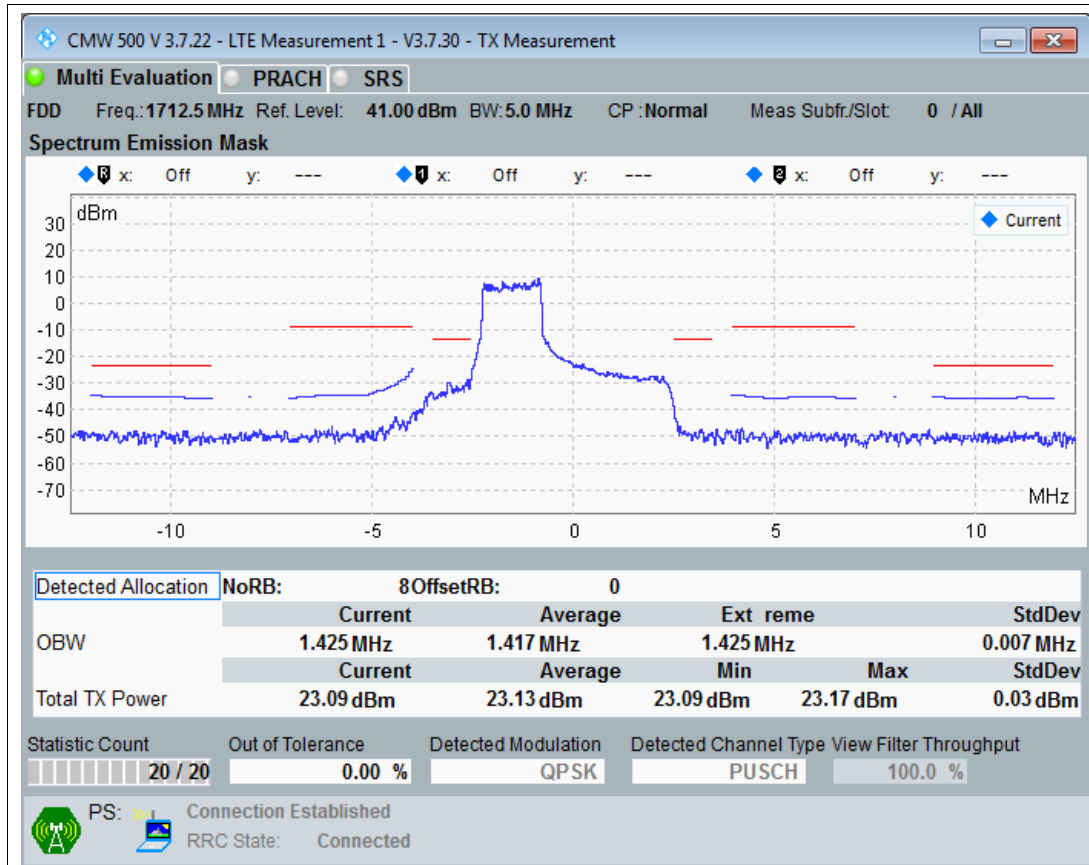 CMW 500 V 3.7.22 - LTE Measurement 1 - V3.7.30 - TX Measurement
Multi Evaluation PRACH SRS
FDD Freq.: 1712.5 MHz Ref. Level: 41.00 dBm BW: 5.0 MHz CP : Normal Meas Subfr./Slot: 0 / All
Spectrum Emission Mask
R x: Off y: --- 1 x: Off y: --- 2 x: Off y: ---
dBm
Current
30
20
10
0
-10
-20
-30
-40
-50
-60
-70
MHz
-10 -5 0 5 10
Detected Allocation NoRB: 8 OffsetRB: 0
Current Average Ext reme StdDev
OBW 1.425 MHz 1.417 MHz 1.425 MHz 0.007 MHz
Current Average Min Max StdDev
Total TX Power 23.09 dBm 23.13 dBm 23.09 dBm 23.17 dBm 0.03 dBm
Statistic Count Out of Tolerance Detected Modulation Detected Channel Type View Filter Throughput
20 / 20 0.00 % QPSK PUSCH 100.0 %
PS: Connection Established
RRC State: Connected